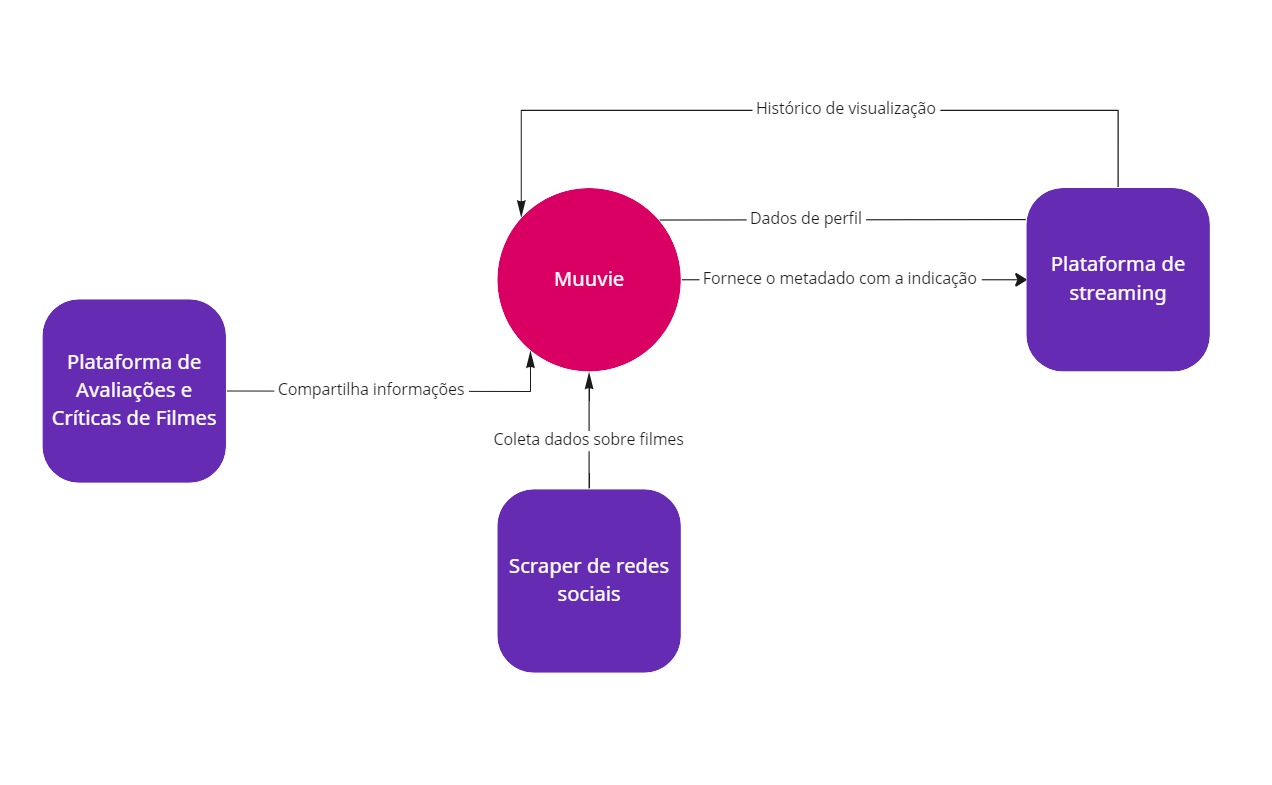 Histórico de visualização
Dados de perfil
Muuvie
Fornece o metadado com a indicação
Plataforma de
streaming
Plataforma de
Avaliações e
Críticas de Filmes
Compartilha informações
Coleta dados sobre filmes
Scraper de redes
sociais